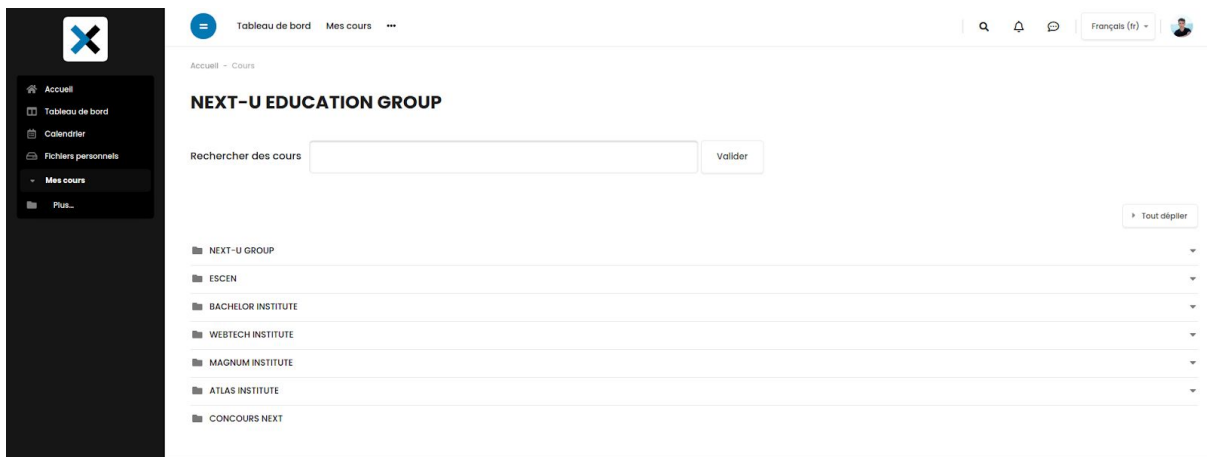 Tableau de bord Mes cours ···
Français (fr)
Accueil - Cours
Accueil
Tableau de bord
Calendrier
Fichiers personnels
Mes cours
Plus...
NEXT-U EDUCATION GROUP
Rechercher des cours
Valider
Tout déplier
NEXT-U GROUP
ESCEN
BACHELOR INSTITUTE
WEBTECH INSTITUTE
MAGNUM INSTITUTE
ATLAS INSTITUTE
CONCOURS NEXT